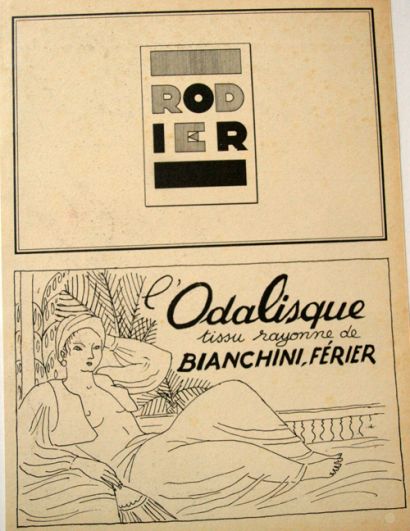 ROD
IER
l'Odalisque
tissu rayonne de
BIANCHINI, FÉRIER